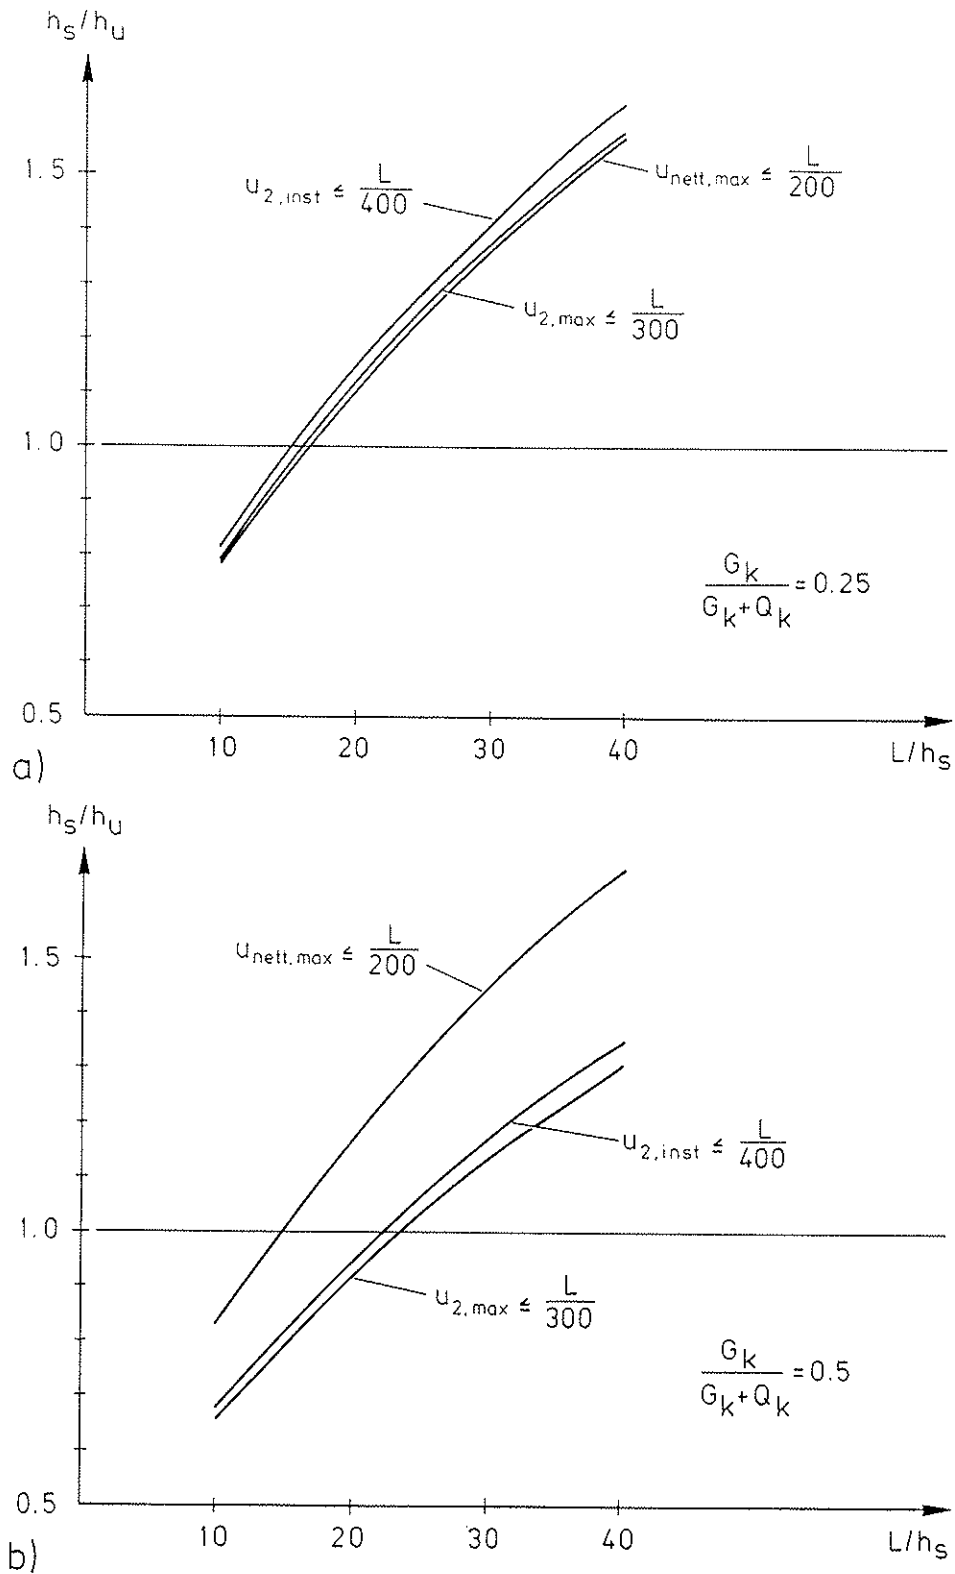 h_s/h_u
1.5
u_2,inst ≤ L/400
u_nett,max ≤ L/200
u_2,max ≤ L/300
1.0
G_k/(G_k+Q_k) = 0.25
0.5
10 20 30 40 L/h_s
a)
h_s/h_u
u_nett,max ≤ L/200
1.5
u_2,inst ≤ L/400
1.0
u_2,max ≤ L/300
G_k/(G_k+Q_k) = 0.5
0.5
10 20 30 40 L/h_s
b)